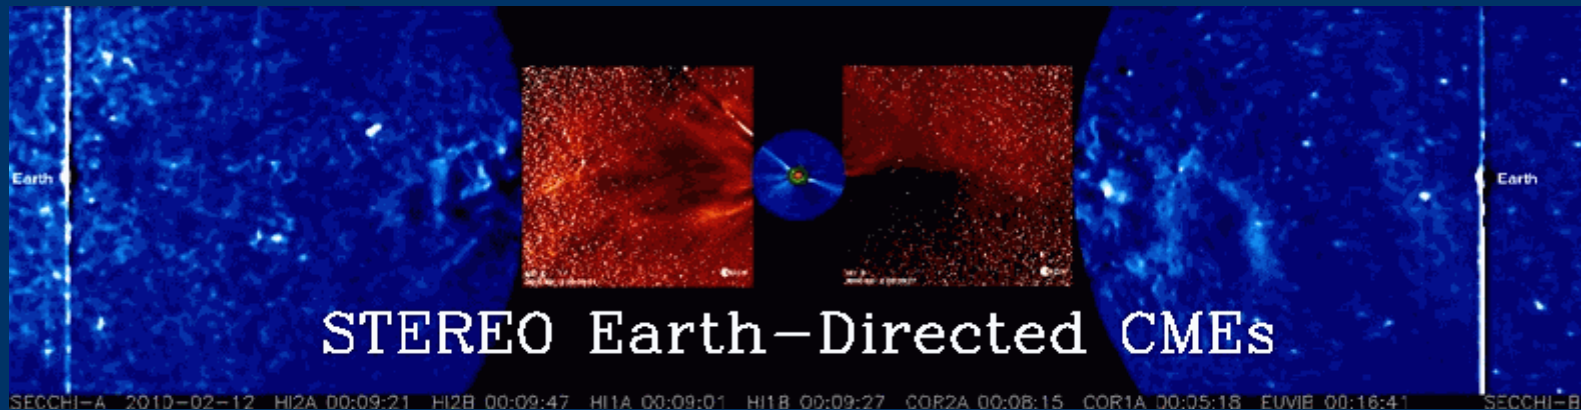 Earth
Earth
STEREO Earth-Directed CMEs
SECCHI-A 2010-02-12 HI2A 00:09:21 HI2B 00:09:47 HI1A 00:09:01 HI1B 00:09:27 COR2A 00:08:15 COR1A 00:05:18 EUVIB 00:16:41 SECCHI-B